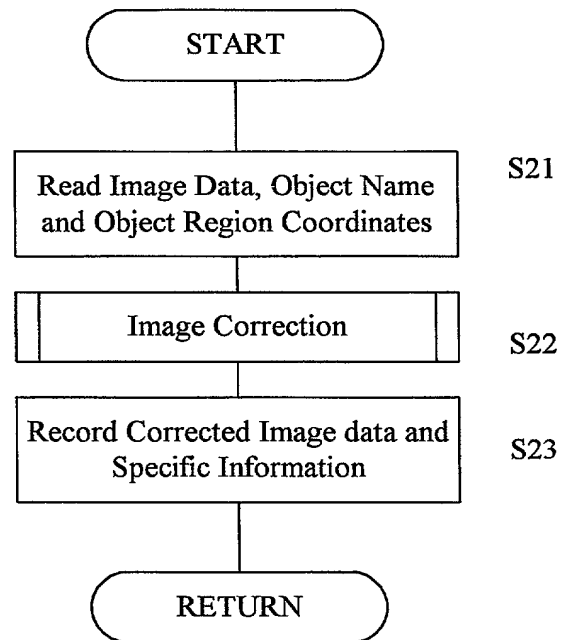 START
Read Image Data, Object Name
and Object Region Coordinates
S21
Image Correction
S22
Record Corrected Image data and
Specific Information
S23
RETURN